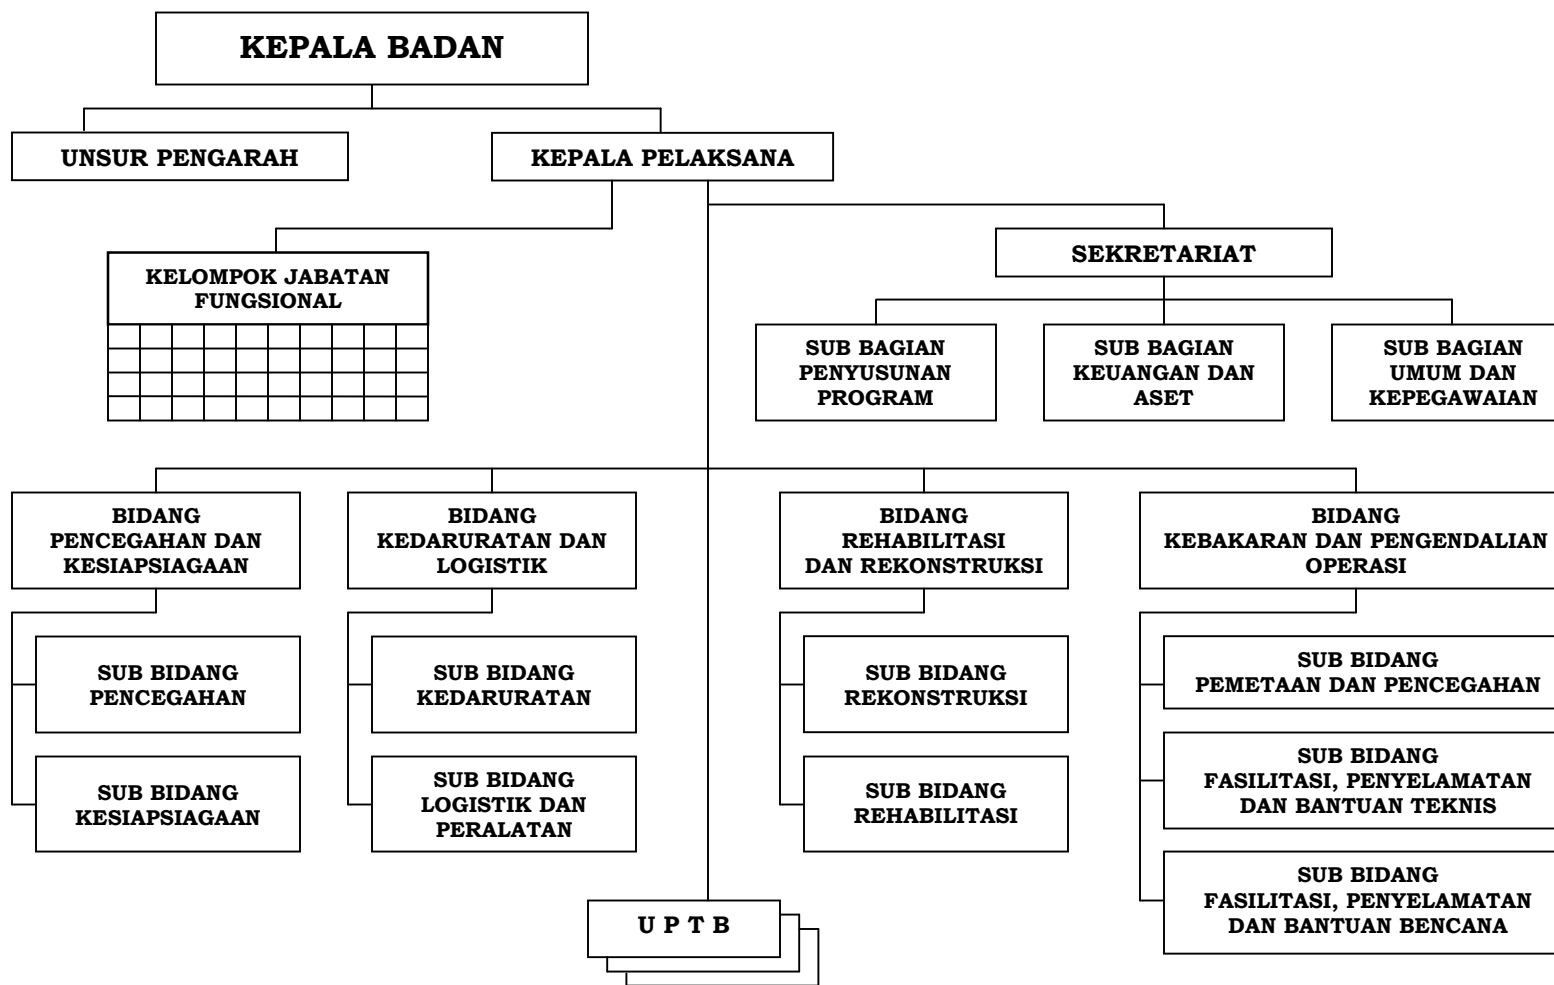 KEPALA BADAN
UNSUR PENGARAH
KEPALA PELAKSANA
KELOMPOK JABATAN
FUNGSIONAL
SEKRETARIAT
SUB BAGIAN
PENYUSUNAN
PROGRAM
SUB BAGIAN
KEUANGAN DAN
ASET
SUB BAGIAN
UMUM DAN
KEPEGAWAIAN
BIDANG
PENCEGAHAN DAN
KESIAPSIAGAAN
BIDANG
KEDARURATAN DAN
LOGISTIK
BIDANG
REHABILITASI
DAN REKONSTRUKSI
BIDANG
KEBAKARAN DAN PENGENDALIAN
OPERASI
SUB BIDANG
PENCEGAHAN
SUB BIDANG
KEDARURATAN
SUB BIDANG
REKONSTRUKSI
SUB BIDANG
PEMETAAN DAN PENCEGAHAN
SUB BIDANG
KESIAPSIAGAAN
SUB BIDANG
LOGISTIK DAN
PERALATAN
SUB BIDANG
REHABILITASI
SUB BIDANG
FASILITASI, PENYELAMATAN
DAN BANTUAN TEKNIS
SUB BIDANG
FASILITASI, PENYELAMATAN
DAN BANTUAN BENCANA
U P T B